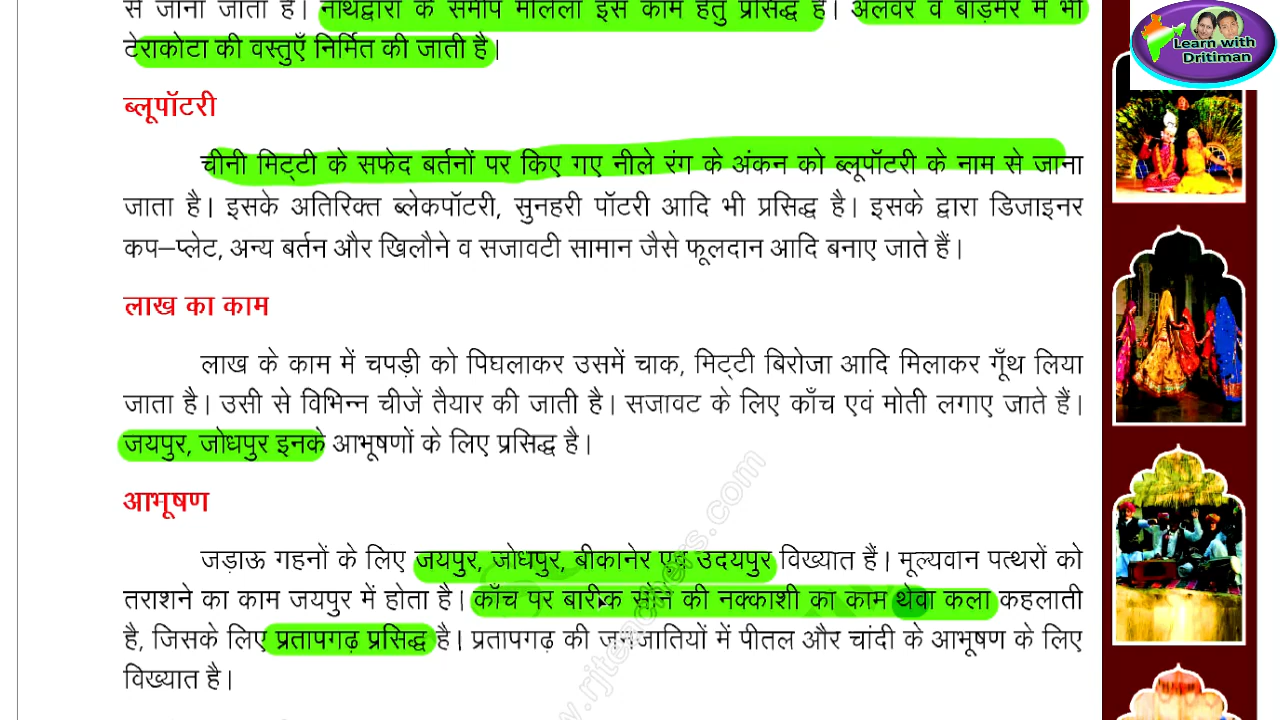 से जाना जाता है। नाथद्वारा के समीप मोलेला इस काम हेतु प्रसिद्ध है। अलवर व बाड़मेर में भी
टेराकोटा की वस्तुएँ निर्मित की जाती है।
Learn with
Dritiman
ब्लूपॉटरी
चीनी मिट्टी के सफेद बर्तनों पर किए गए नीले रंग के अंकन को ब्लूपॉटरी के नाम से जाना
जाता है। इसके अतिरिक्त ब्लेकपॉटरी, सुनहरी पॉटरी आदि भी प्रसिद्ध है। इसके द्वारा डिजाइनर
कप–प्लेट, अन्य बर्तन और खिलौने व सजावटी सामान जैसे फूलदान आदि बनाए जाते हैं।
लाख का काम
लाख के काम में चपड़ी को पिघलाकर उसमें चाक, मिट्टी बिरोजा आदि मिलाकर गूँथ लिया
जाता है। उसी से विभिन्न चीजें तैयार की जाती है। सजावट के लिए काँच एवं मोती लगाए जाते हैं।
जयपुर, जोधपुर इनके आभूषणों के लिए प्रसिद्ध है।
आभूषण
जड़ाऊ गहनों के लिए जयपुर, जोधपुर, बीकानेर एवं उदयपुर विख्यात हैं। मूल्यवान पत्थरों को
तराशने का काम जयपुर में होता है। काँच पर बारीक सोने की नक्काशी का काम थेवा कला कहलाती
है, जिसके लिए प्रतापगढ़ प्रसिद्ध है। प्रतापगढ़ की जनजातियों में पीतल और चांदी के आभूषण के लिए
विख्यात है।
w.rjteachers.com